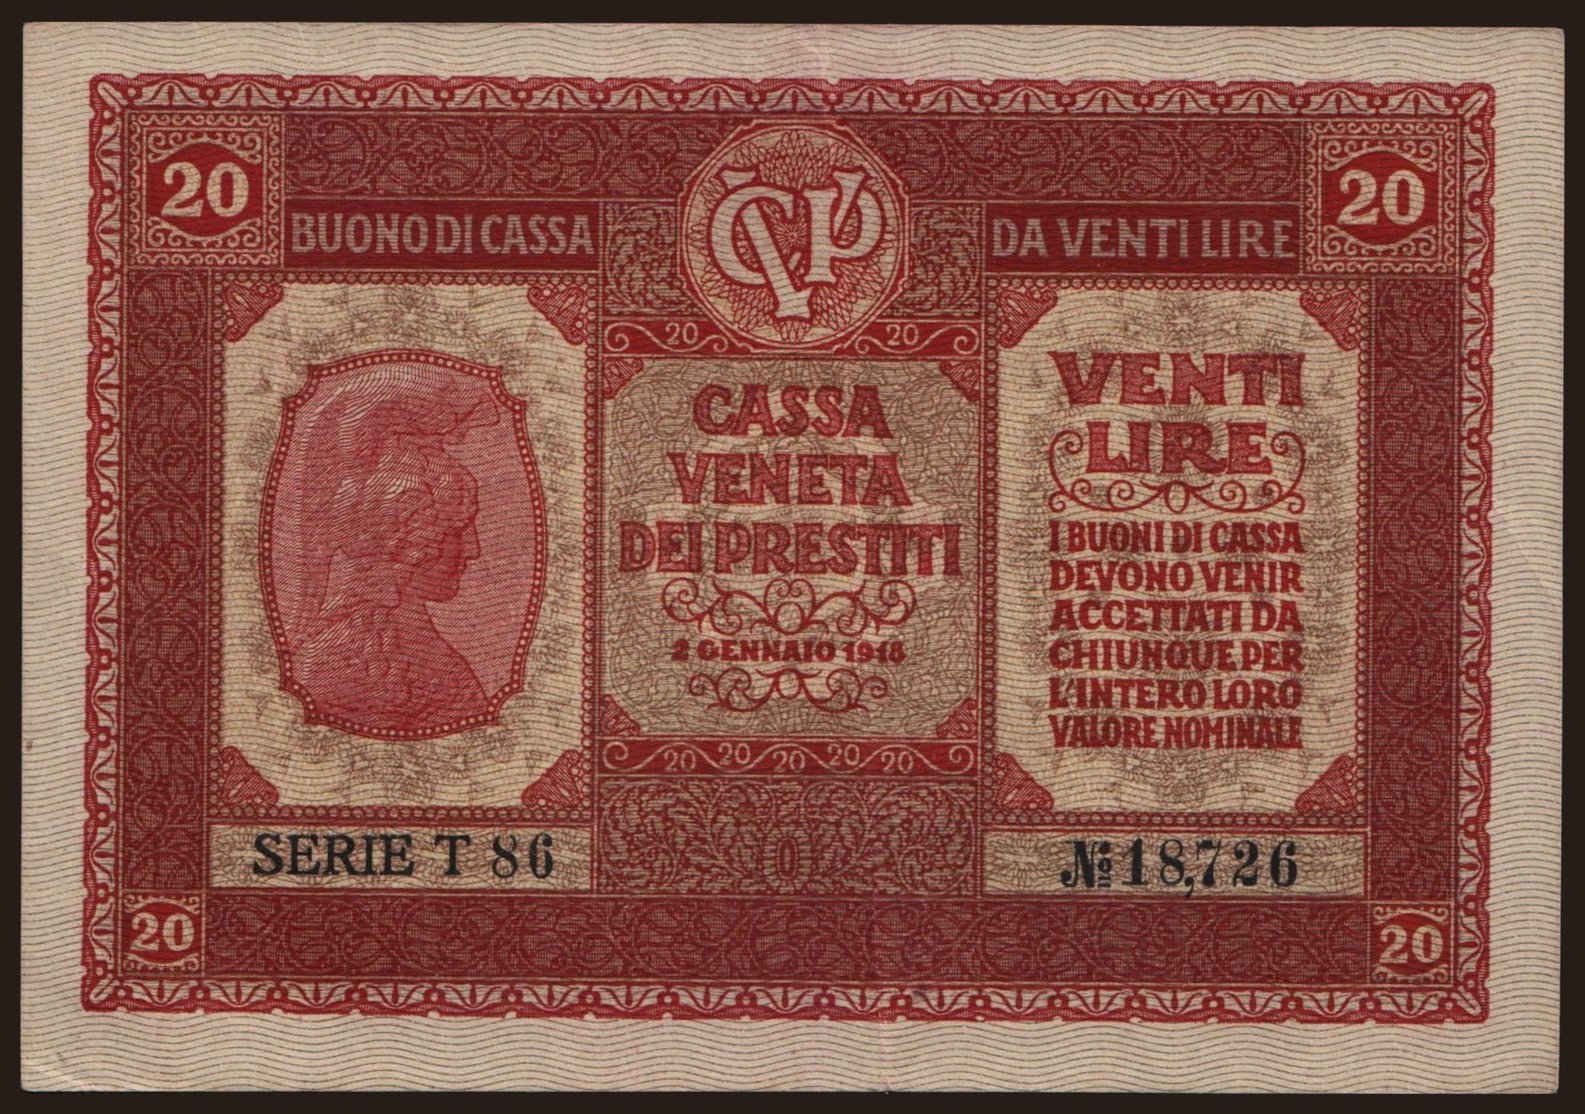 20
20
BUONO DI CASSA
DA VENTI LIRE
CVP
20 20
CASSA
VENETA
DEI PRESTITI
2 GENNAIO 1918
20 20 20 20 20
VENTI
LIRE
I BUONI DI CASSA
DEVONO VENIR
ACCETTATI DA
CHIUNQUE PER
L'INTERO LORO
VALORE NOMINALE
SERIE T 86
№ 18,726
20
20